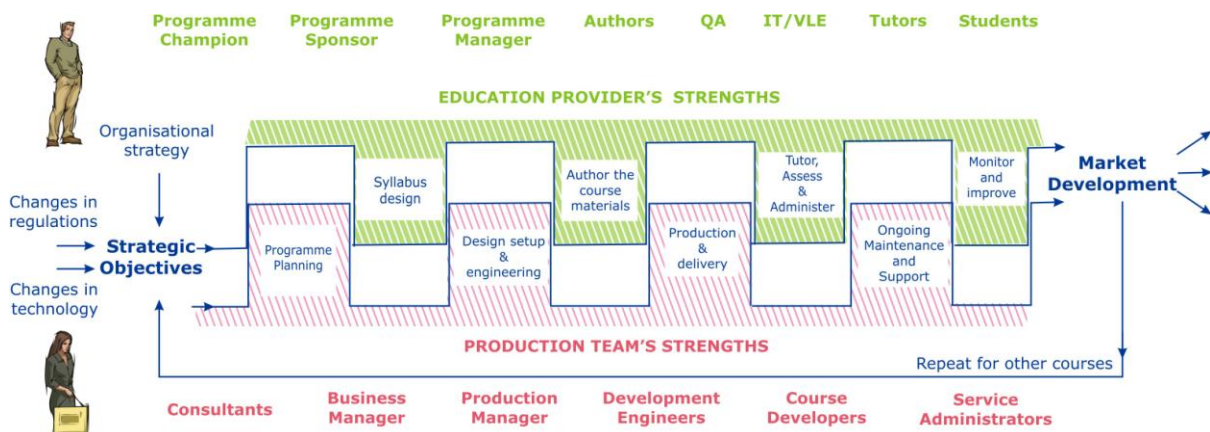 Programme
Champion
Programme
Sponsor
Programme
Manager
Authors
QA
IT/VLE
Tutors
Students
EDUCATION PROVIDER'S STRENGTHS
Organisational
strategy
Changes in
regulations
Strategic
Objectives
Changes in
technology
Programme
Planning
Syllabus
design
Design setup
&
engineering
Author the
course
materials
Production
&
delivery
Tutor,
Assess
&
Administer
Ongoing
Maintenance
and
Support
Monitor
and
improve
Market
Development
PRODUCTION TEAM'S STRENGTHS
Repeat for other courses
Consultants
Business
Manager
Production
Manager
Development
Engineers
Course
Developers
Service
Administrators